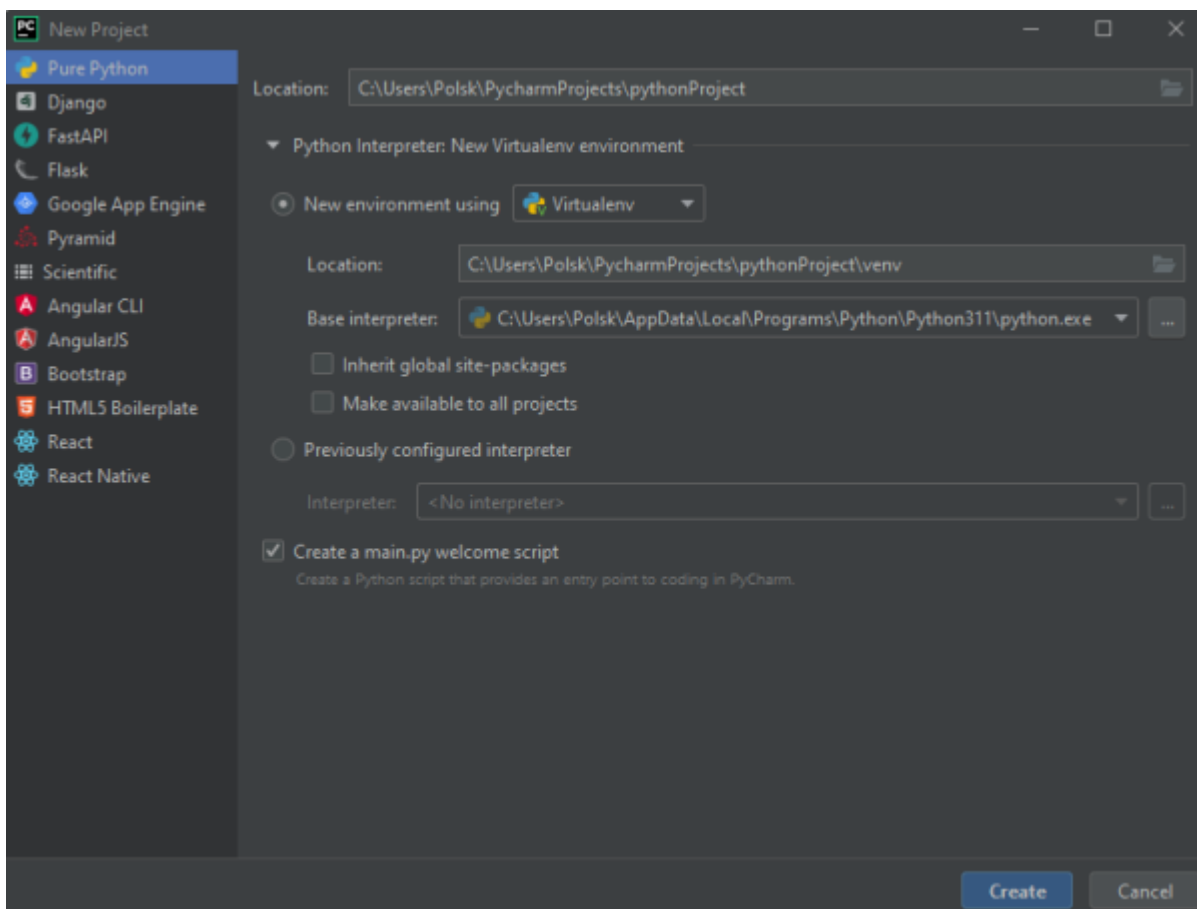 PC New Project
Pure Python
Django
FastAPI
Flask
Google App Engine
Pyramid
Scientific
Angular CLI
AngularJS
Bootstrap
HTML5 Boilerplate
React
React Native
Location: C:\Users\Polsk\PycharmProjects\pythonProject
Python Interpreter: New Virtualenv environment
New environment using Virtualenv
Location: C:\Users\Polsk\PycharmProjects\pythonProject\venv
Base interpreter: C:\Users\Polsk\AppData\Local\Programs\Python\Python311\python.exe ...
Inherit global site-packages
Make available to all projects
Previously configured interpreter
Interpreter: <No interpreter> ...
Create a main.py welcome script
Create a Python script that provides an entry point to coding in PyCharm.
Create Cancel